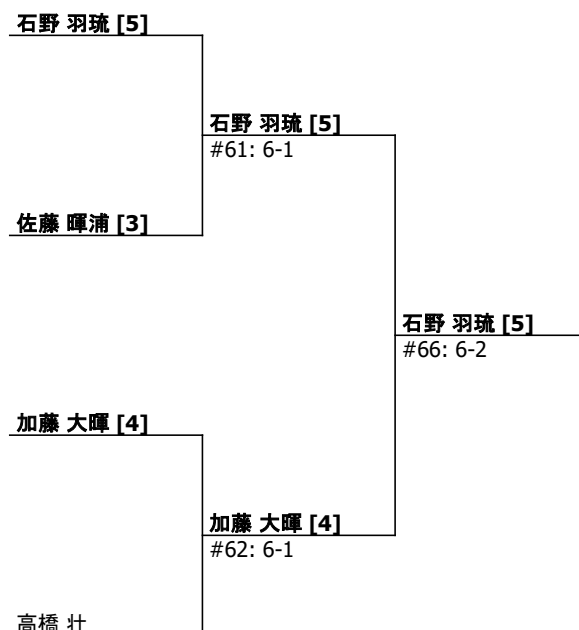 石野 羽琉 [5]
石野 羽琉 [5]
#61: 6-1
佐藤 暉浦 [3]
石野 羽琉 [5]
#66: 6-2
加藤 大暉 [4]
加藤 大暉 [4]
#62: 6-1
高橋 壮